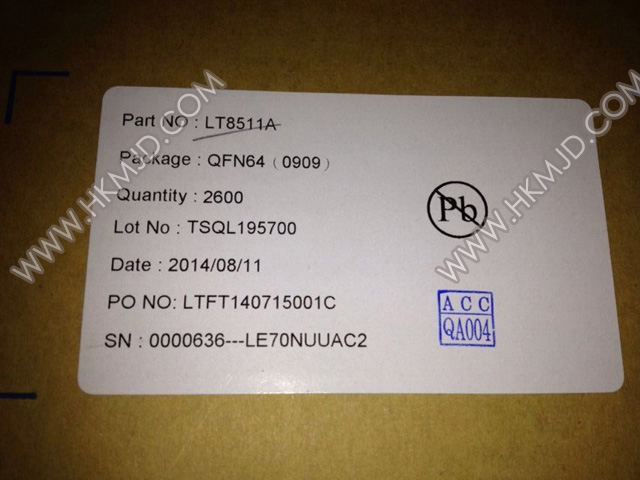 Part NO : LT8511A
Package : QFN64 ( 0909 )
Quantity : 2600
Lot No : TSQL195700
Date : 2014/08/11
PO NO: LTFT140715001C
SN : 0000636---LE70NUUAC2
Pb
ACC
QA004
WWW.HKMJD.COM
WWW.HKMJD.COM